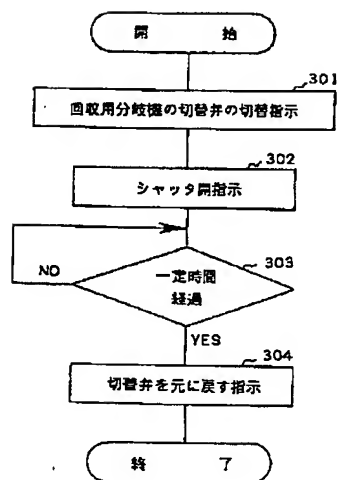 開 始
301
回収用分岐機の切替弁の切替指示
302
シャッタ開指示
303
一定時間
経過
NO
YES
304
切替弁を元に戻す指示
終 了